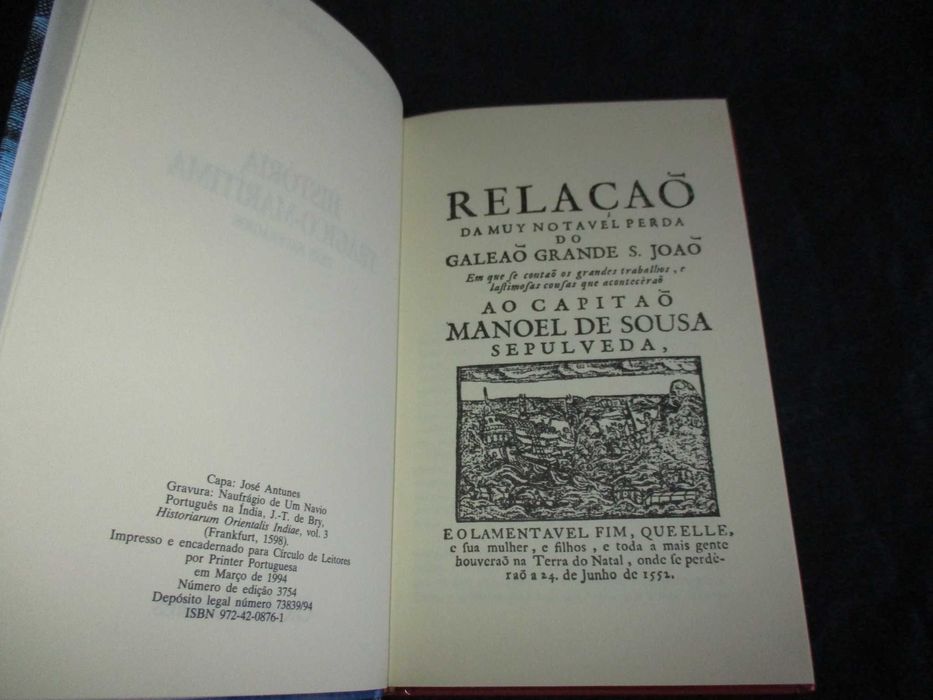 HISTÓRIA
TRÁGICO-MARÍTIMA
Capa: José Antunes
Gravura: Naufrágio de Um Navio
Português na Índia, J.-T. de Bry,
Historiarum Orientalis Indiae, vol. 3
(Frankfurt, 1598).
Impresso e encadernado para Círculo de Leitores
por Printer Portuguesa
em Março de 1994
Número de edição 3754
Depósito legal número 73839/94
ISBN 972-42-0876-1
RELAÇAÕ
DA MUY NOTAVEL PERDA
DO
GALEAÕ GRANDE S. JOAÕ
Em que ſe contaõ os grandes trabalhos, e
laſtimoſas couſas que acontecèraõ
AO CAPITAÕ
MANOEL DE SOUSA
SEPULVEDA,
E O LAMENTAVEL FIM, QUE ELLE,
e ſua mulher, e filhos, e toda a mais gente
houveraõ na Terra do Natal, onde ſe perdè-
raõ a 24. de Junho de 1552.